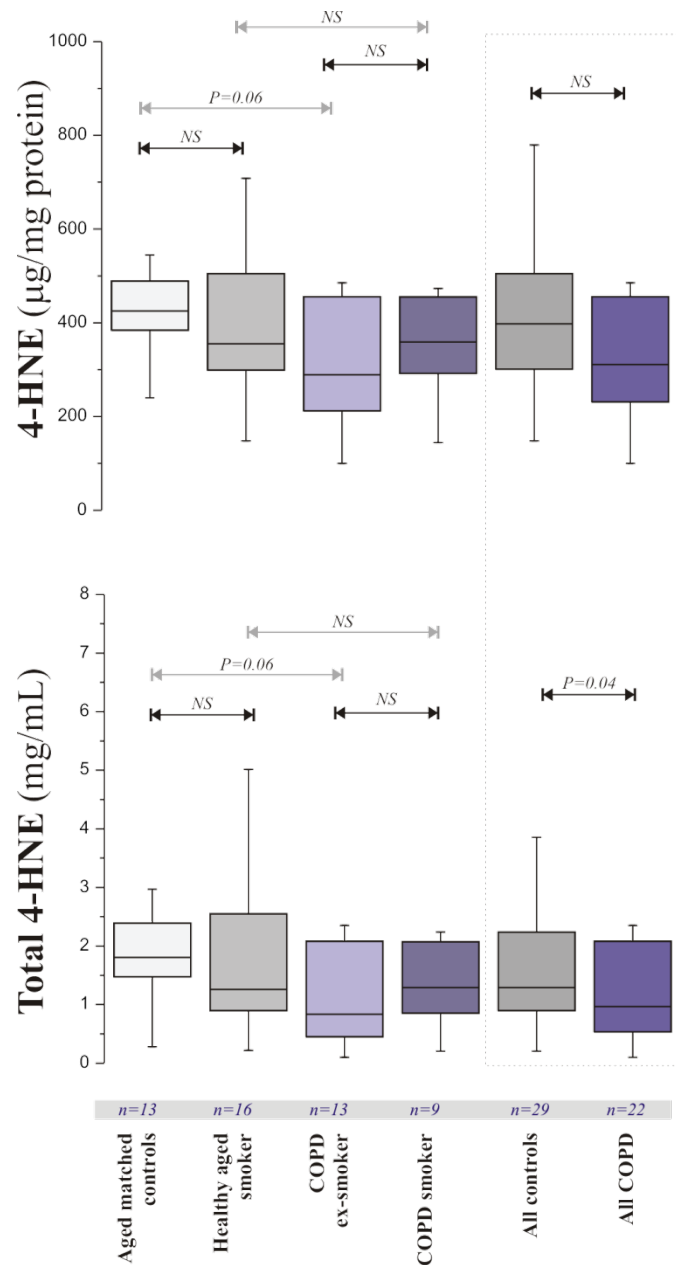 NS
1000
NS
NS
P=0.06
800
NS
600
400
200
0
4-HNE (µg/mg protein)
8
NS
7
P=0.06
P=0.04
NS
NS
6
5
4
3
2
1
0
Total 4-HNE (mg/mL)
n=13 n=16 n=13 n=9 n=29 n=22
Aged matched
controls
Healthy aged
smoker
COPD
ex-smoker
COPD smoker
All controls
All COPD